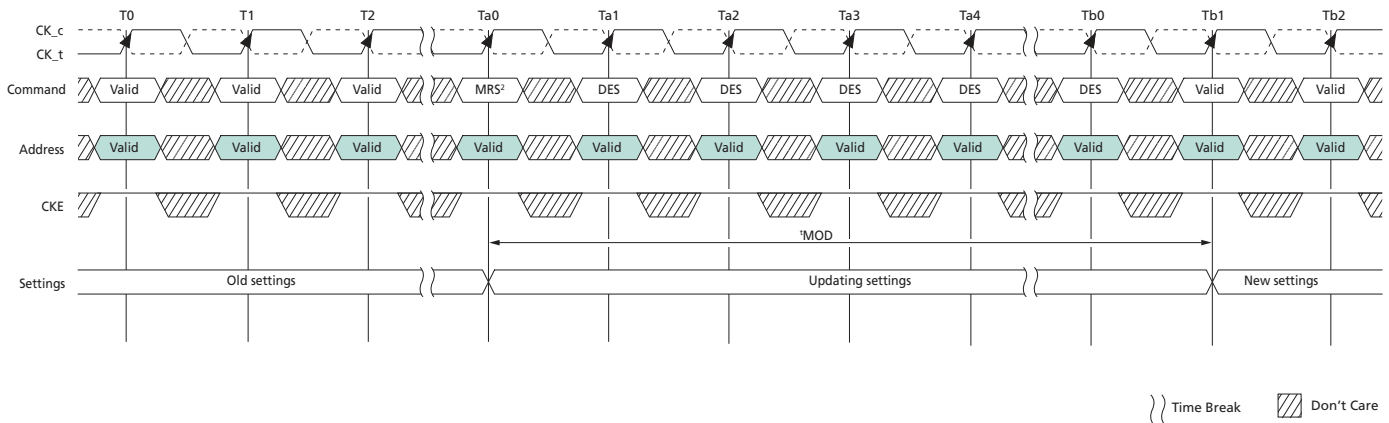 T0 T1 T2 Ta0 Ta1 Ta2 Ta3 Ta4 Tb0 Tb1 Tb2
CK_c
CK_t
Command Valid Valid Valid MRS² DES DES DES DES DES Valid Valid
Address Valid Valid Valid Valid Valid Valid Valid Valid Valid Valid Valid
CKE
ᵗMOD
Settings Old settings Updating settings New settings
Time Break Don't Care